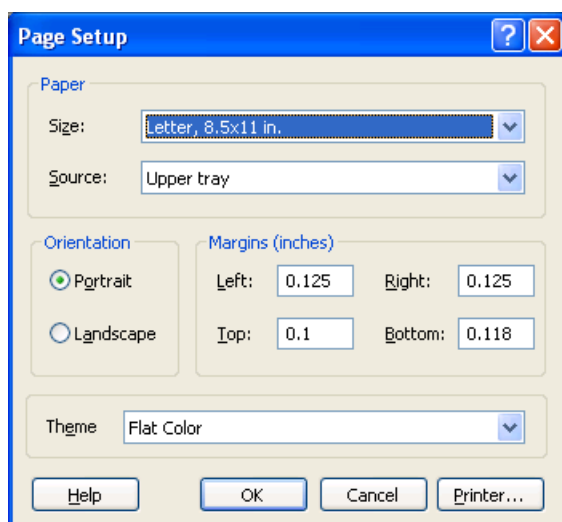 Page Setup
Paper
Size: Letter, 8.5x11 in.
Source: Upper tray
Orientation
Margins (inches)
Portrait
Left: 0.125 Right: 0.125
Landscape
Top: 0.1 Bottom: 0.118
Theme Flat Color
Help OK Cancel Printer...